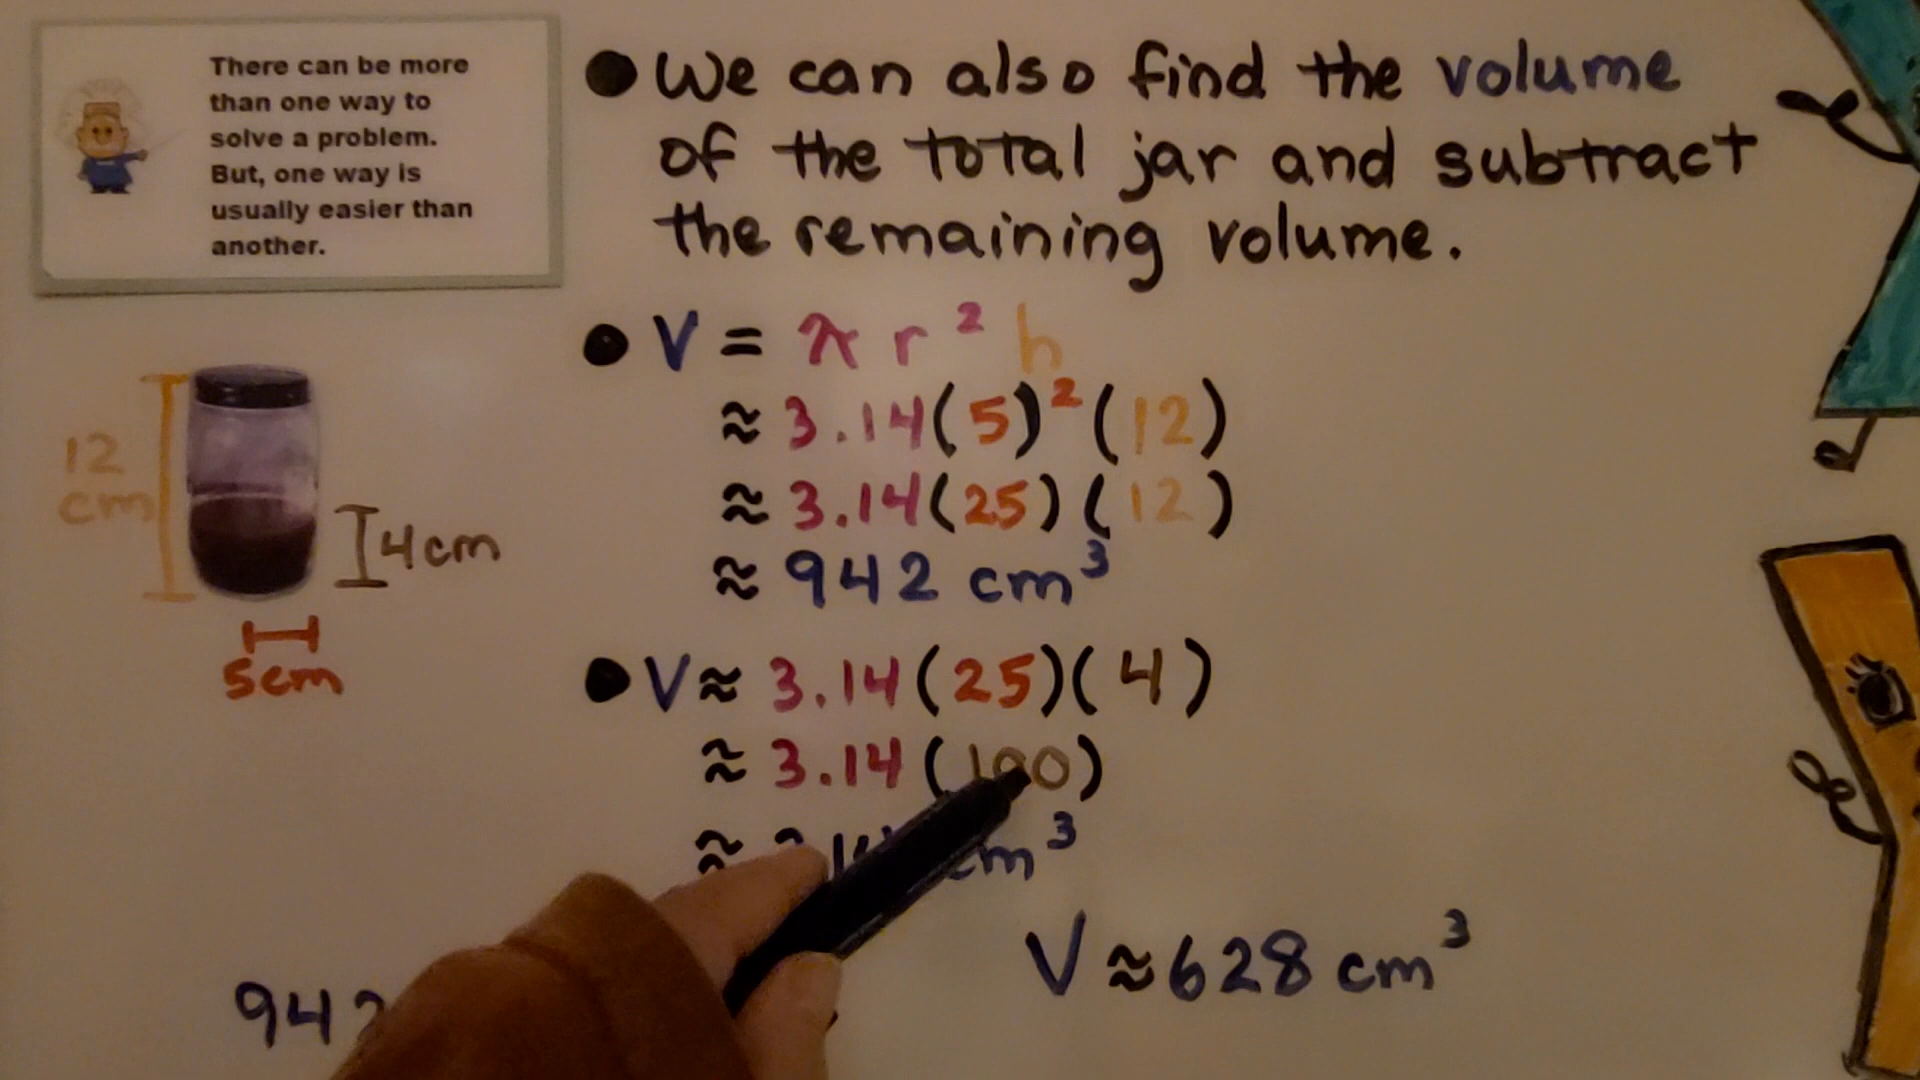 There can be more
than one way to
solve a problem.
But, one way is
usually easier than
another.
● We can also find the volume
of the total jar and subtract
the remaining volume.
● V = π r² h
≈ 3.14(5)²(12)
≈ 3.14(25)(12)
≈ 942 cm³
12
cm
4cm
5cm
● V ≈ 3.14(25)(4)
≈ 3.14(100)
≈ cm³
V ≈ 628 cm³
942